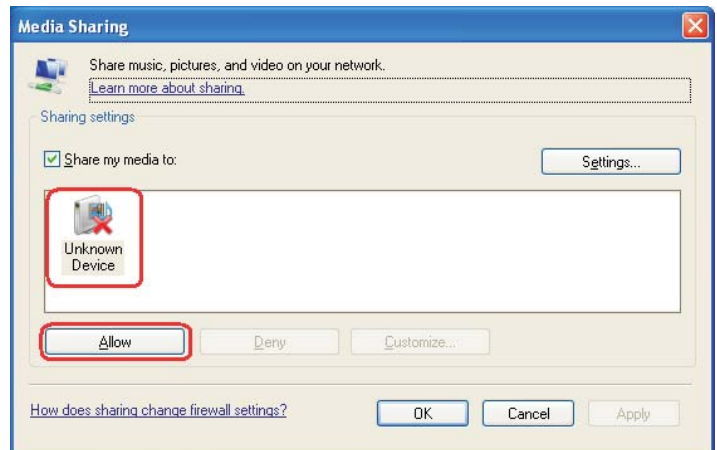 Media Sharing
Share music, pictures, and video on your network.
Learn more about sharing.
Sharing settings
Share my media to:
Settings...
Unknown
Device
Allow
Deny
Customize...
How does sharing change firewall settings?
OK
Cancel
Apply